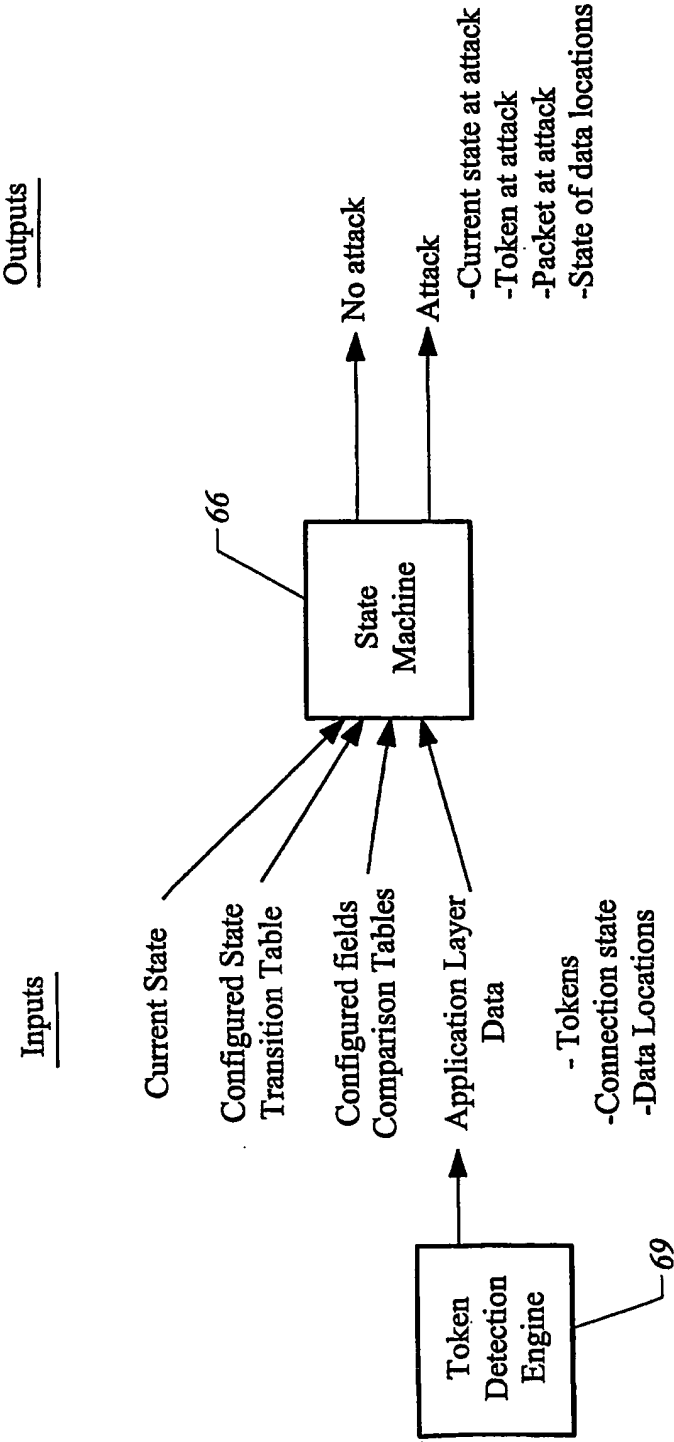 Inputs
Outputs
Current State
Configured State
Transition Table
Configured fields
Comparison Tables
Application Layer
Data
- Tokens
-Connection state
-Data Locations
Token
Detection
Engine
69
State
Machine
66
No attack
Attack
-Current state at attack
-Token at attack
-Packet at attack
-State of data locations